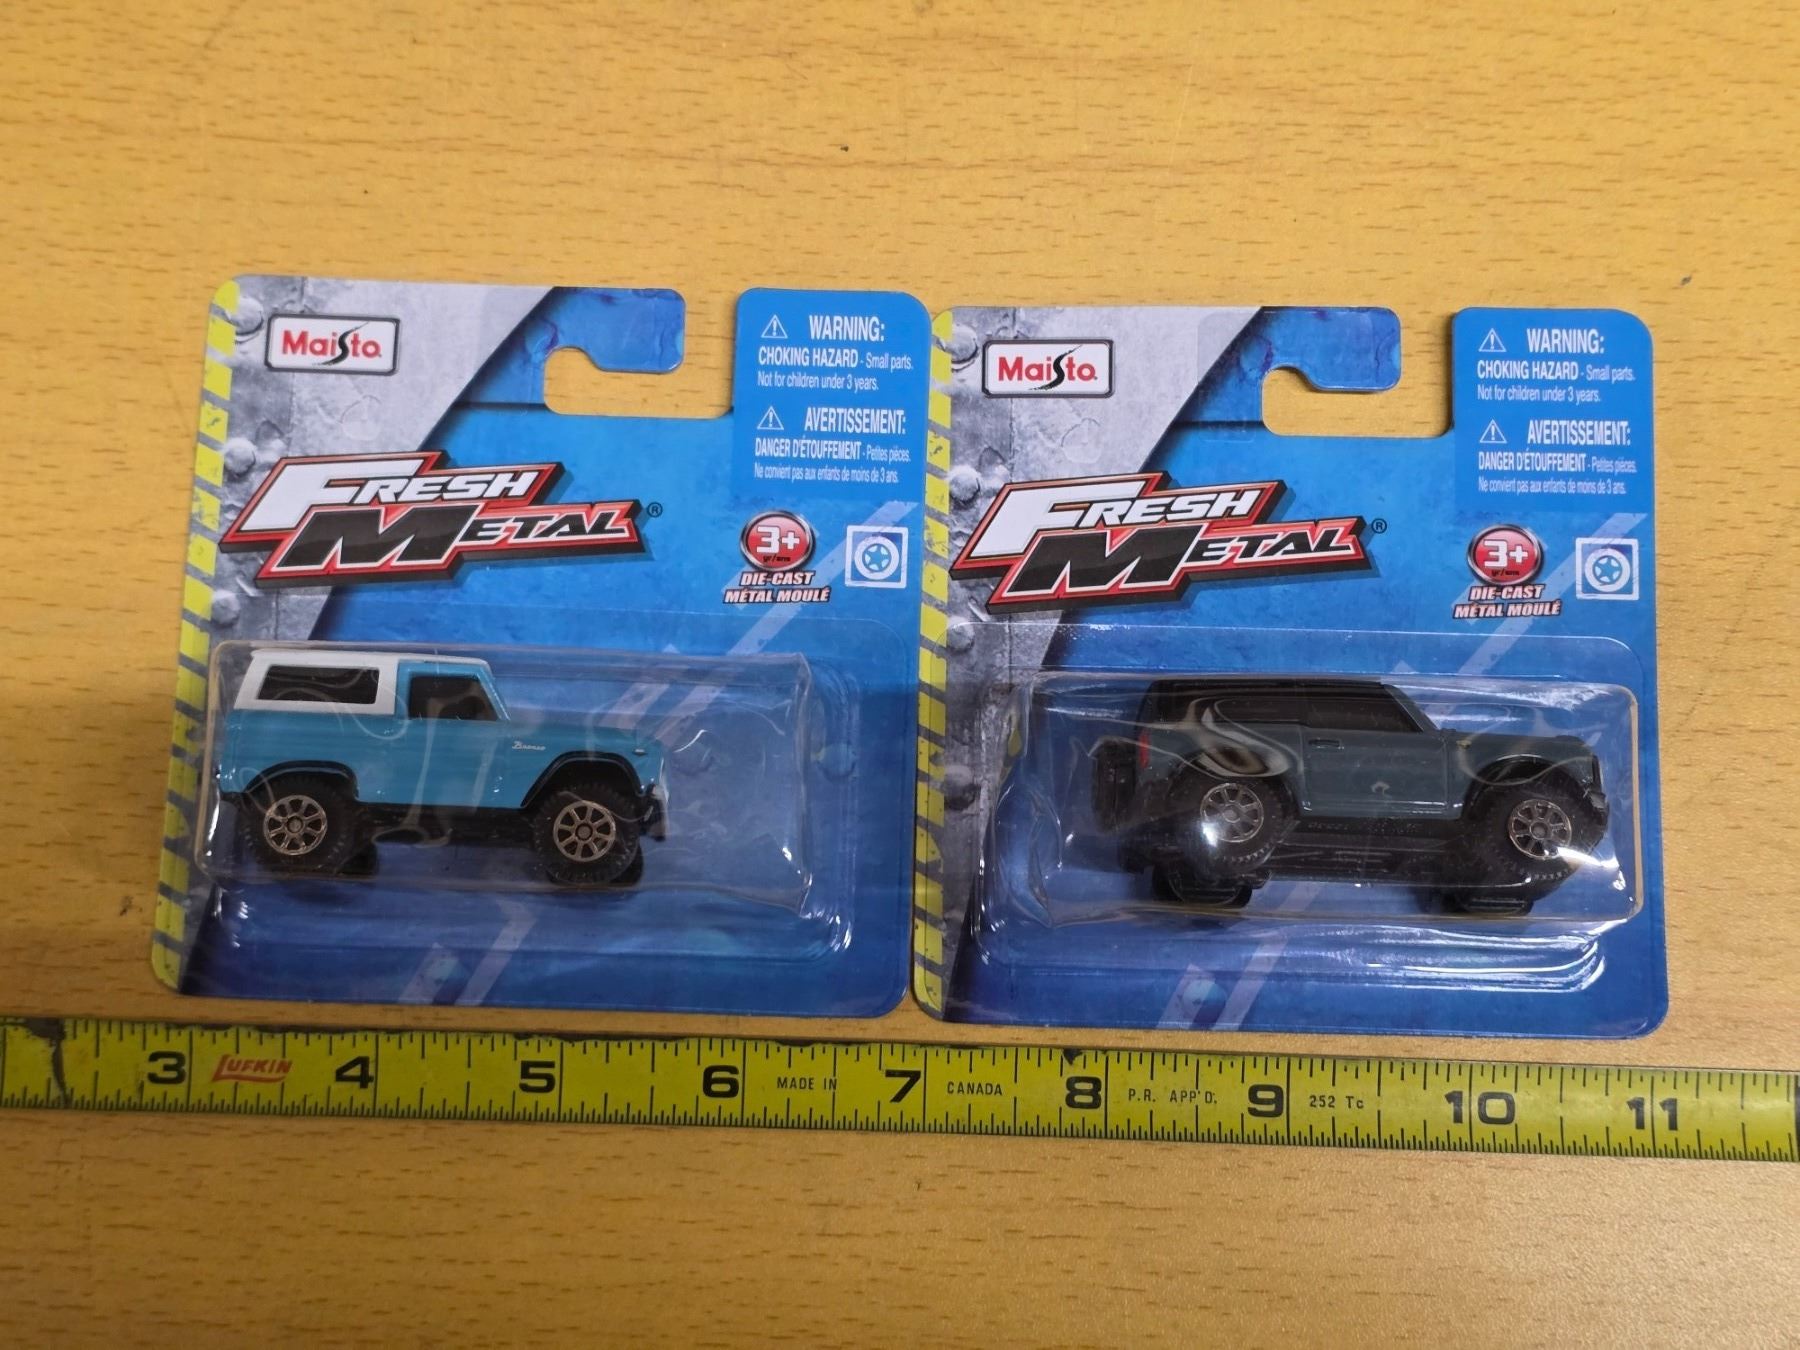 Maisto
WARNING:
CHOKING HAZARD - Small parts.
Not for children under 3 years.
AVERTISSEMENT:
DANGER D'ÉTOUFFEMENT - Petites pièces.
Ne convient pas aux enfants de moins de 3 ans.
FRESH
METAL®
3+
DIE-CAST
MÉTAL MOULÉ
Bronco
Maisto
WARNING:
CHOKING HAZARD - Small parts.
Not for children under 3 years.
AVERTISSEMENT:
DANGER D'ÉTOUFFEMENT - Petites pièces.
Ne convient pas aux enfants de moins de 3 ans.
FRESH
METAL®
3+
DIE-CAST
MÉTAL MOULÉ
3 LUFKIN 4 5 6 MADE IN 7 CANADA 8 P.R. APP'D. 9 252 Tc 10 11